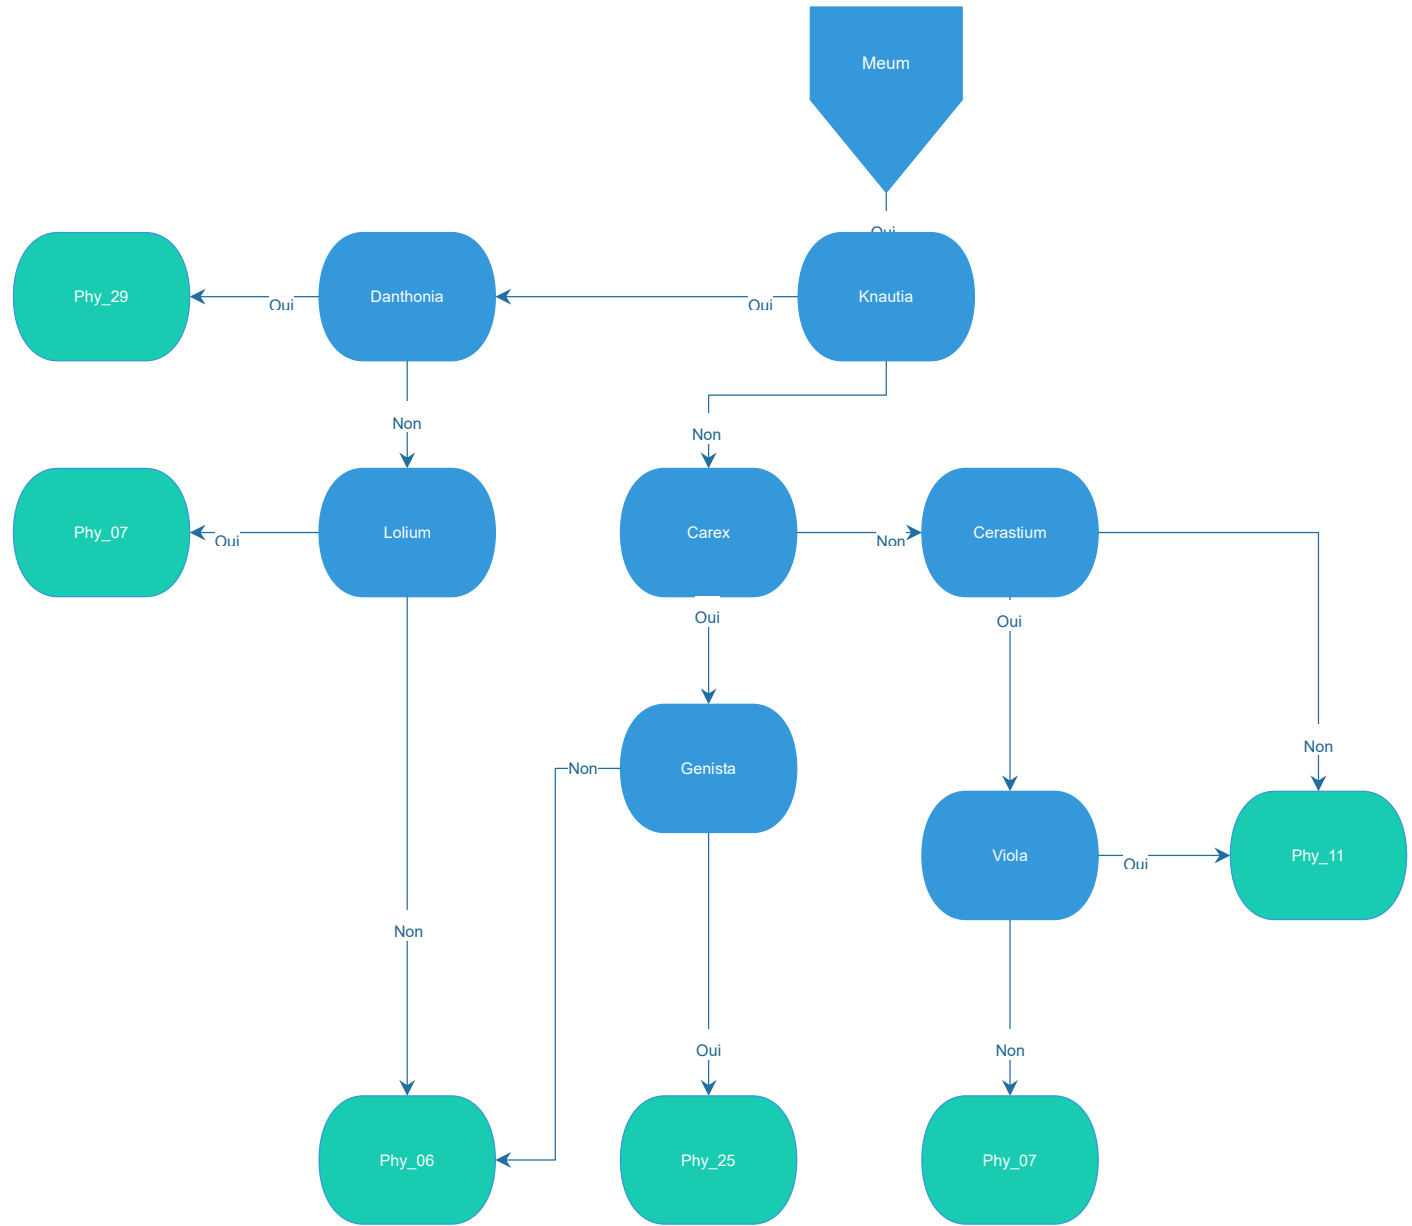 Meum
Oui
Phy_29
Oui
Danthonia
Oui
Knautia
Non
Non
Phy_07
Oui
Lolium
Carex
Non
Cerastium
Oui
Oui
Non
Genista
Non
Viola
Oui
Phy_11
Non
Oui
Non
Phy_06
Phy_25
Phy_07